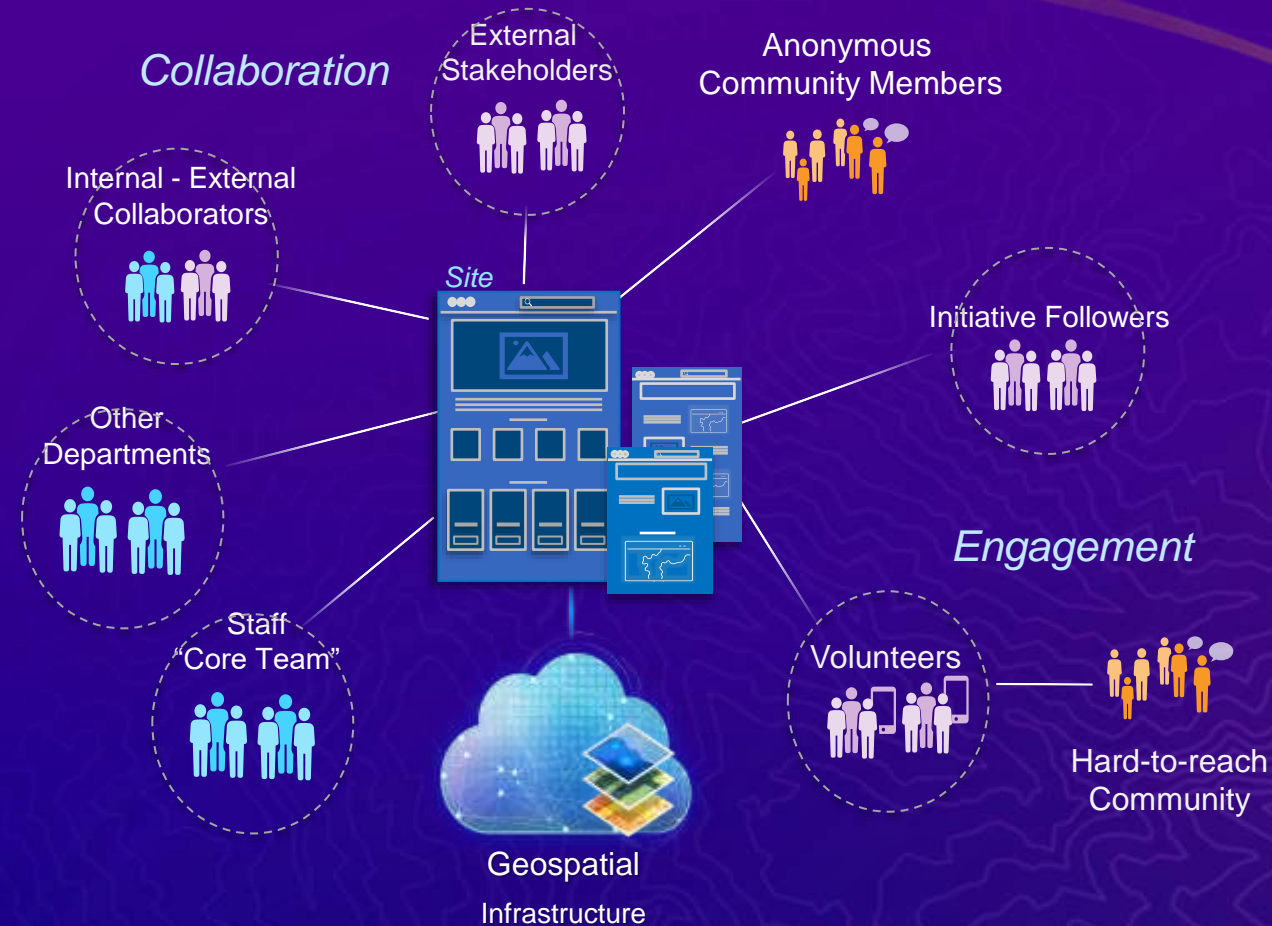 Collaboration
External
Stakeholders
Anonymous
Community Members
Internal - External
Collaborators
Site
Initiative Followers
Other
Departments
Engagement
Staff
“Core Team”
Volunteers
Hard-to-reach
Community
Geospatial
Infrastructure